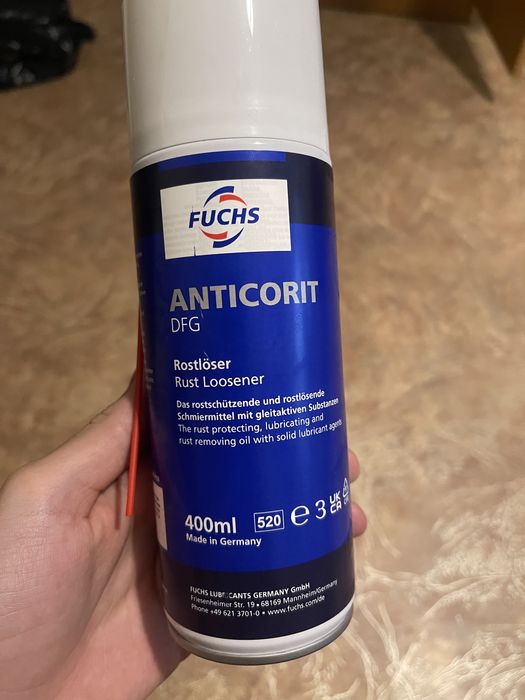 FUCHS
ANTICORIT
DFG
Rostlöser
Rust Loosener
Das rostschützende und rostlösende
Schmiermittel mit gleitaktiven Substanzen
The rust protecting, lubricating and
rust removing oil with solid lubricant agents
400ml 520 e 3 UK CA
Made in Germany
FUCHS LUBRICANTS GERMANY GmbH
Friesenheimer Str. 19 • 68169 Mannheim/Germany
Phone +49 621 3701-0 • www.fuchs.com/de